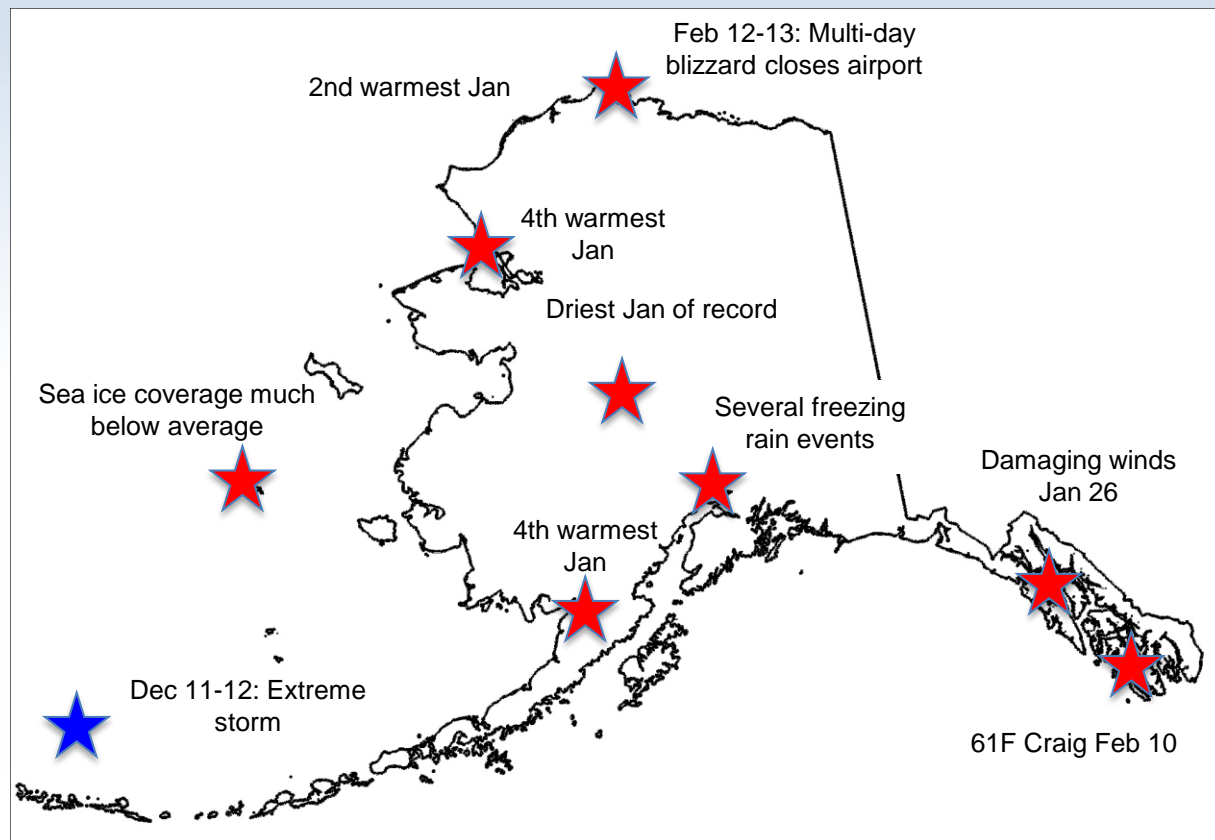 Feb 12-13: Multi-day
blizzard closes airport
2nd warmest Jan
4th warmest
Jan
Driest Jan of record
Sea ice coverage much
below average
Several freezing
rain events
Damaging winds
Jan 26
4th warmest
Jan
Dec 11-12: Extreme
storm
61F Craig Feb 10